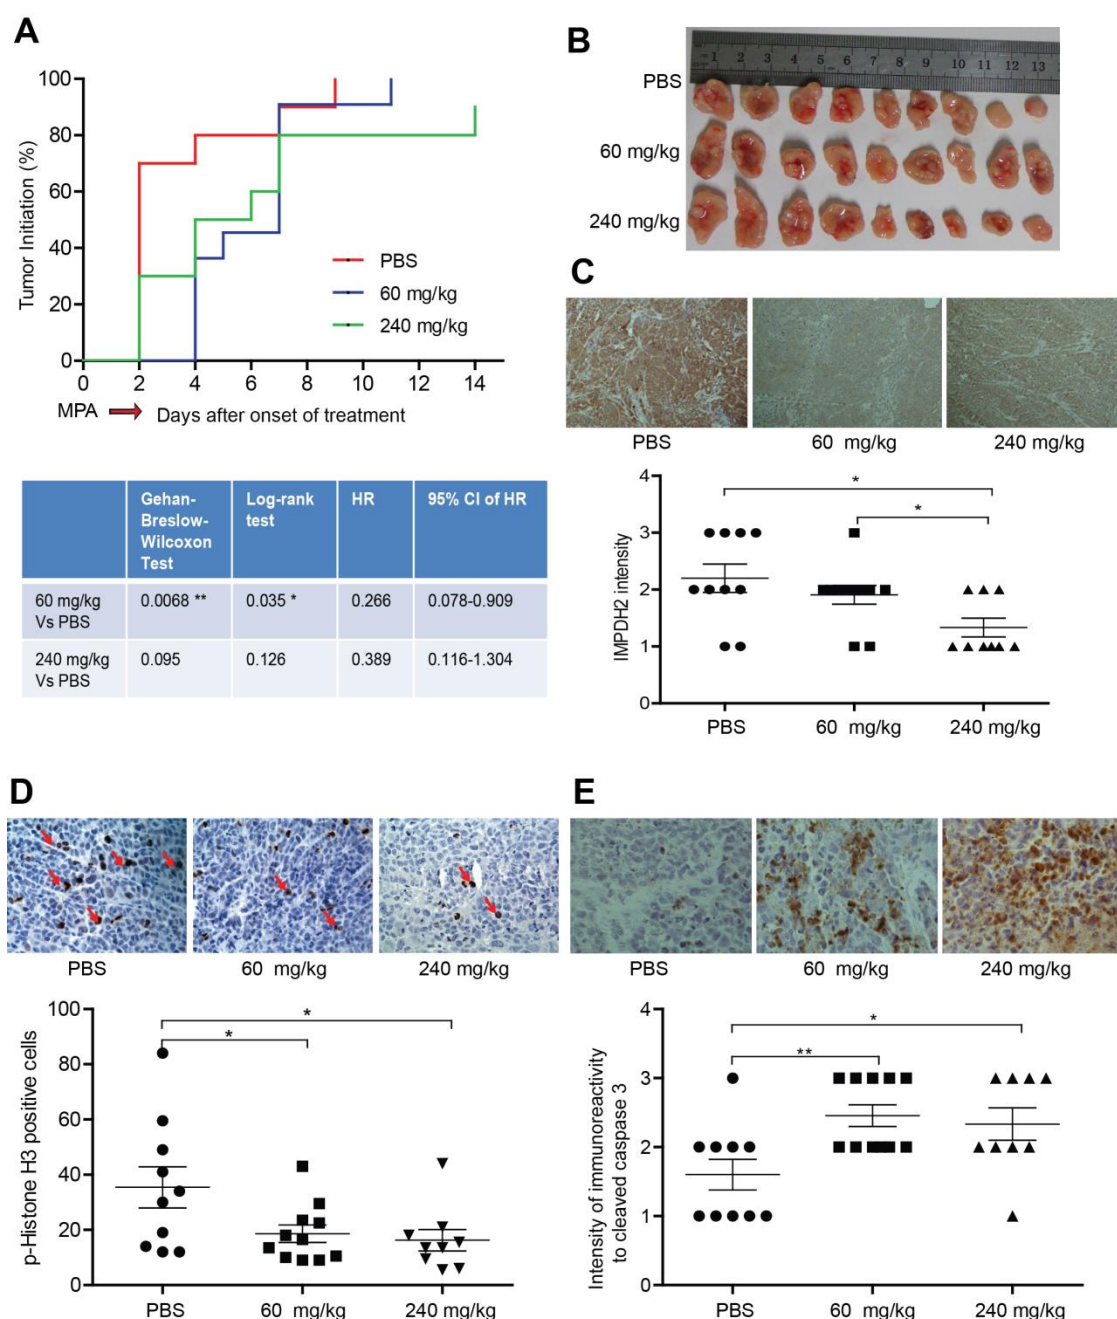 A
100
80
60
40
20
0
Tumor Initiation (%)
PBS
60 mg/kg
240 mg/kg
0 2 4 6 8 10 12 14
MPA
Days after onset of treatment
Gehan-Breslow-Wilcoxon Test
Log-rank test
HR
95% CI of HR
60 mg/kg Vs PBS
0.0068 **
0.035 *
0.266
0.078-0.909
240 mg/kg Vs PBS
0.095
0.126
0.389
0.116-1.304
B
1 2 3 4 5 6 7 8 9 10 11 12 13
PBS
60 mg/kg
240 mg/kg
C
PBS 60 mg/kg 240 mg/kg
4
3
2
1
0
IMPDH2 intensity
*
*
PBS 60 mg/kg 240 mg/kg
D
PBS 60 mg/kg 240 mg/kg
100
80
60
40
20
0
p-Histone H3 positive cells
*
*
PBS 60 mg/kg 240 mg/kg
E
PBS 60 mg/kg 240 mg/kg
4
3
2
1
0
Intensity of immunoreactivity
to cleaved caspase 3
*
**
PBS 60 mg/kg 240 mg/kg